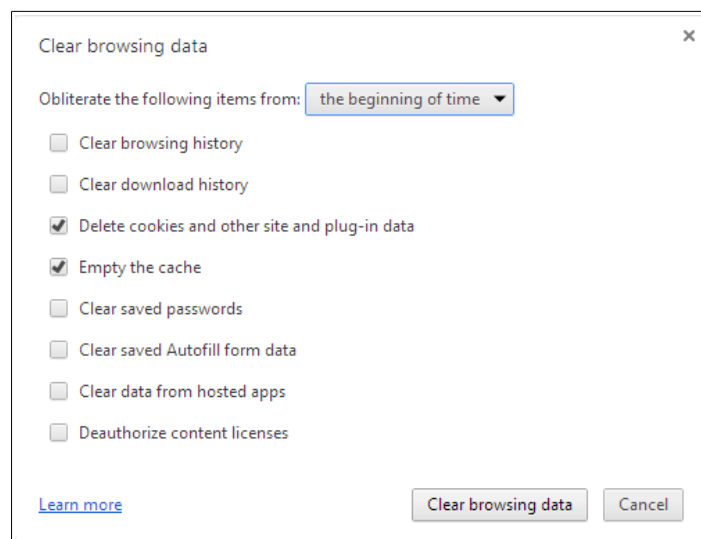 Clear browsing data
Obliterate the following items from: the beginning of time
Clear browsing history
Clear download history
Delete cookies and other site and plug-in data
Empty the cache
Clear saved passwords
Clear saved Autofill form data
Clear data from hosted apps
Deauthorize content licenses
Learn more Clear browsing data Cancel